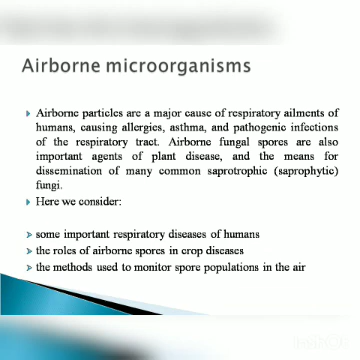 Airborne microorganisms
Airborne particles are a major cause of respiratory ailments of
humans, causing allergies, asthma, and pathogenic infections
of the respiratory tract. Airborne fungal spores are also
important agents of plant disease, and the means for
dissemination of many common saprotrophic (saprophytic)
fungi.
Here we consider:
some important respiratory diseases of humans
the roles of airborne spores in crop diseases
the methods used to monitor spore populations in the air